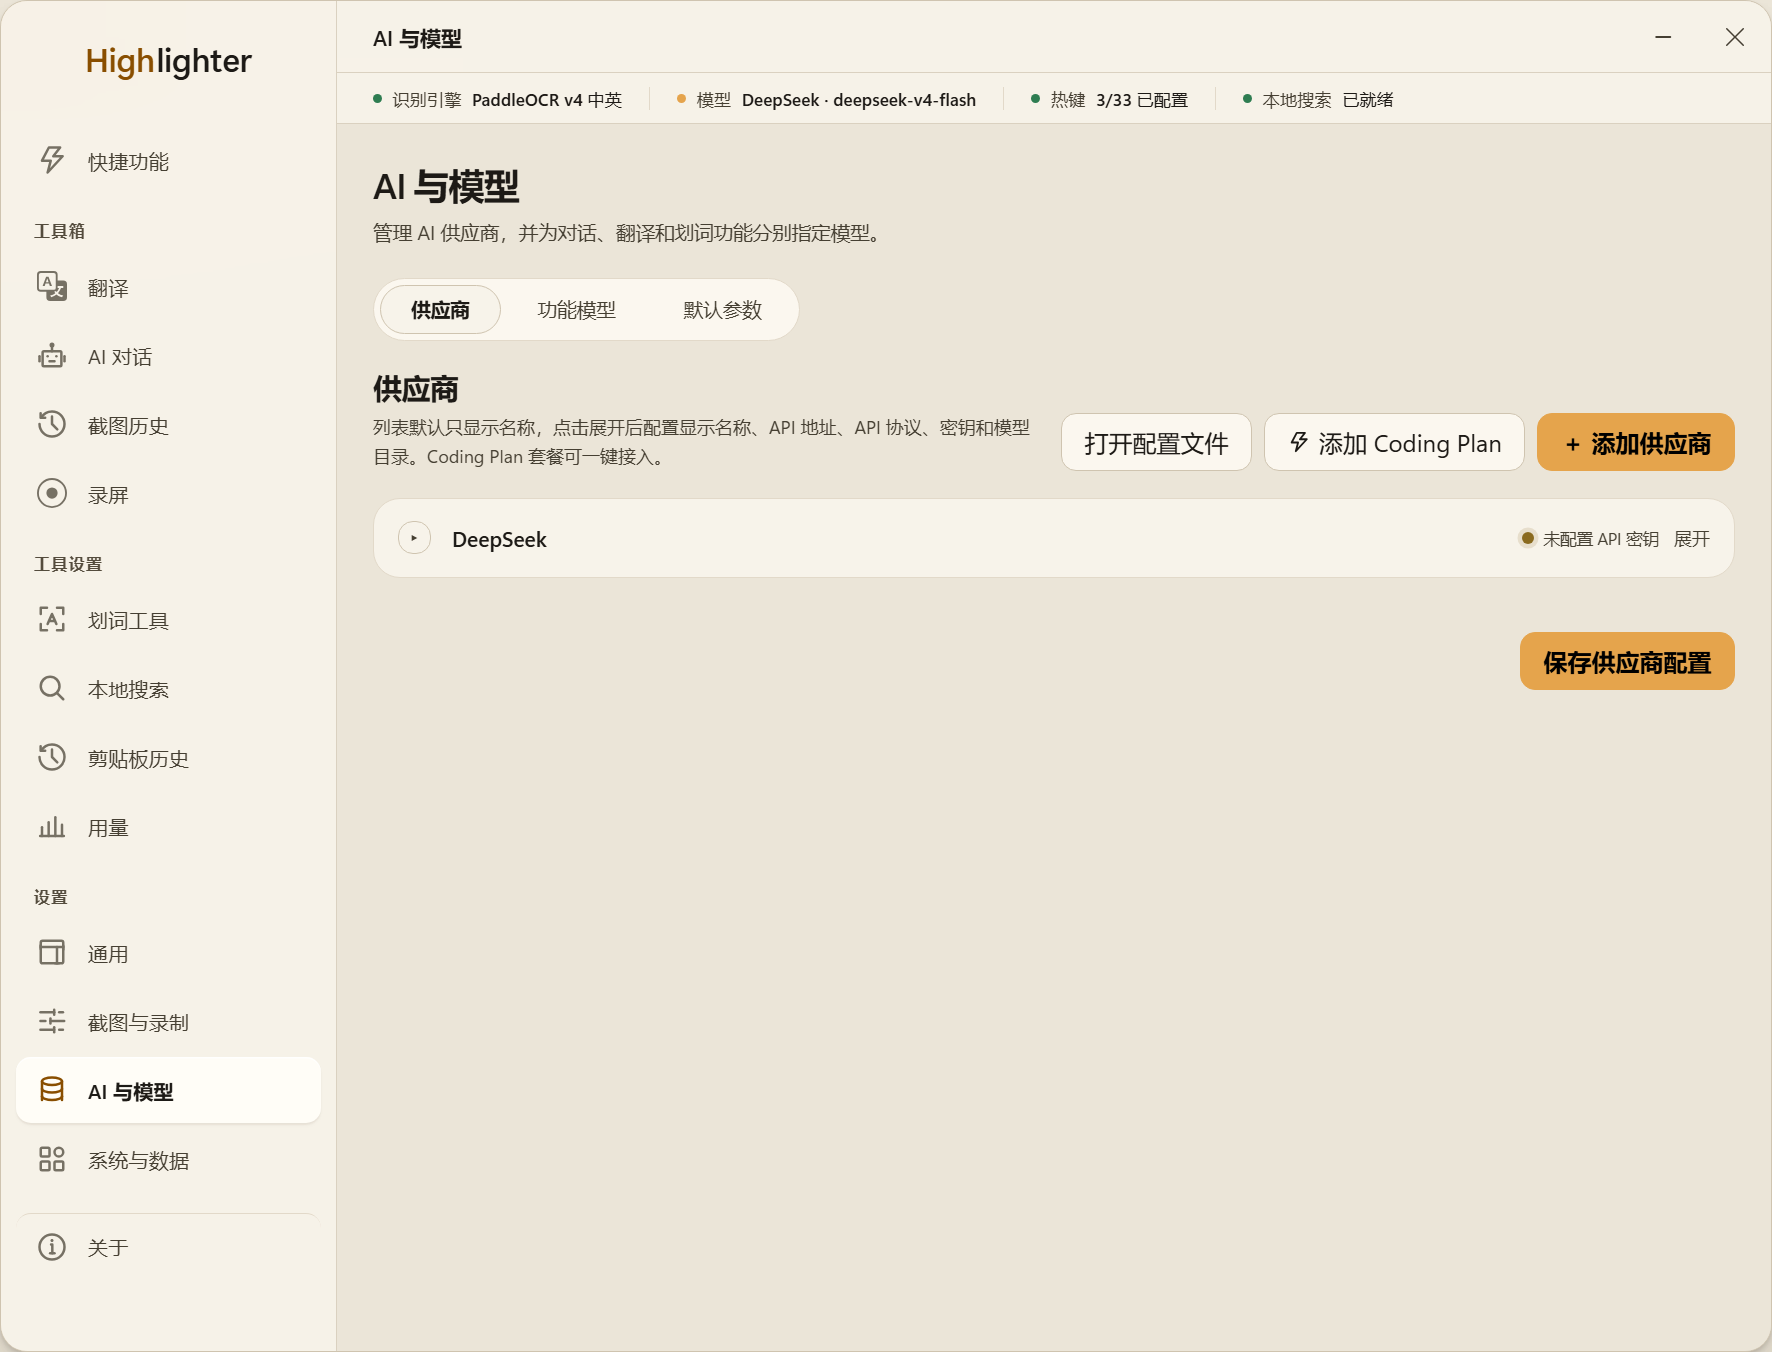 Highlighter
快捷功能
工具箱
翻译
AI 对话
截图历史
录屏
工具设置
划词工具
本地搜索
剪贴板历史
用量
设置
通用
截图与录制
AI 与模型
系统与数据
关于
AI 与模型
识别引擎 PaddleOCR v4 中英
模型 DeepSeek · deepseek-v4-flash
热键 3/33 已配置
本地搜索 已就绪
AI 与模型
管理 AI 供应商，并为对话、翻译和划词功能分别指定模型。
供应商 功能模型 默认参数
供应商
列表默认只显示名称，点击展开后配置显示名称、API 地址、API 协议、密钥和模型
目录。Coding Plan 套餐可一键接入。
打开配置文件 添加 Coding Plan + 添加供应商
DeepSeek 未配置 API 密钥 展开
保存供应商配置